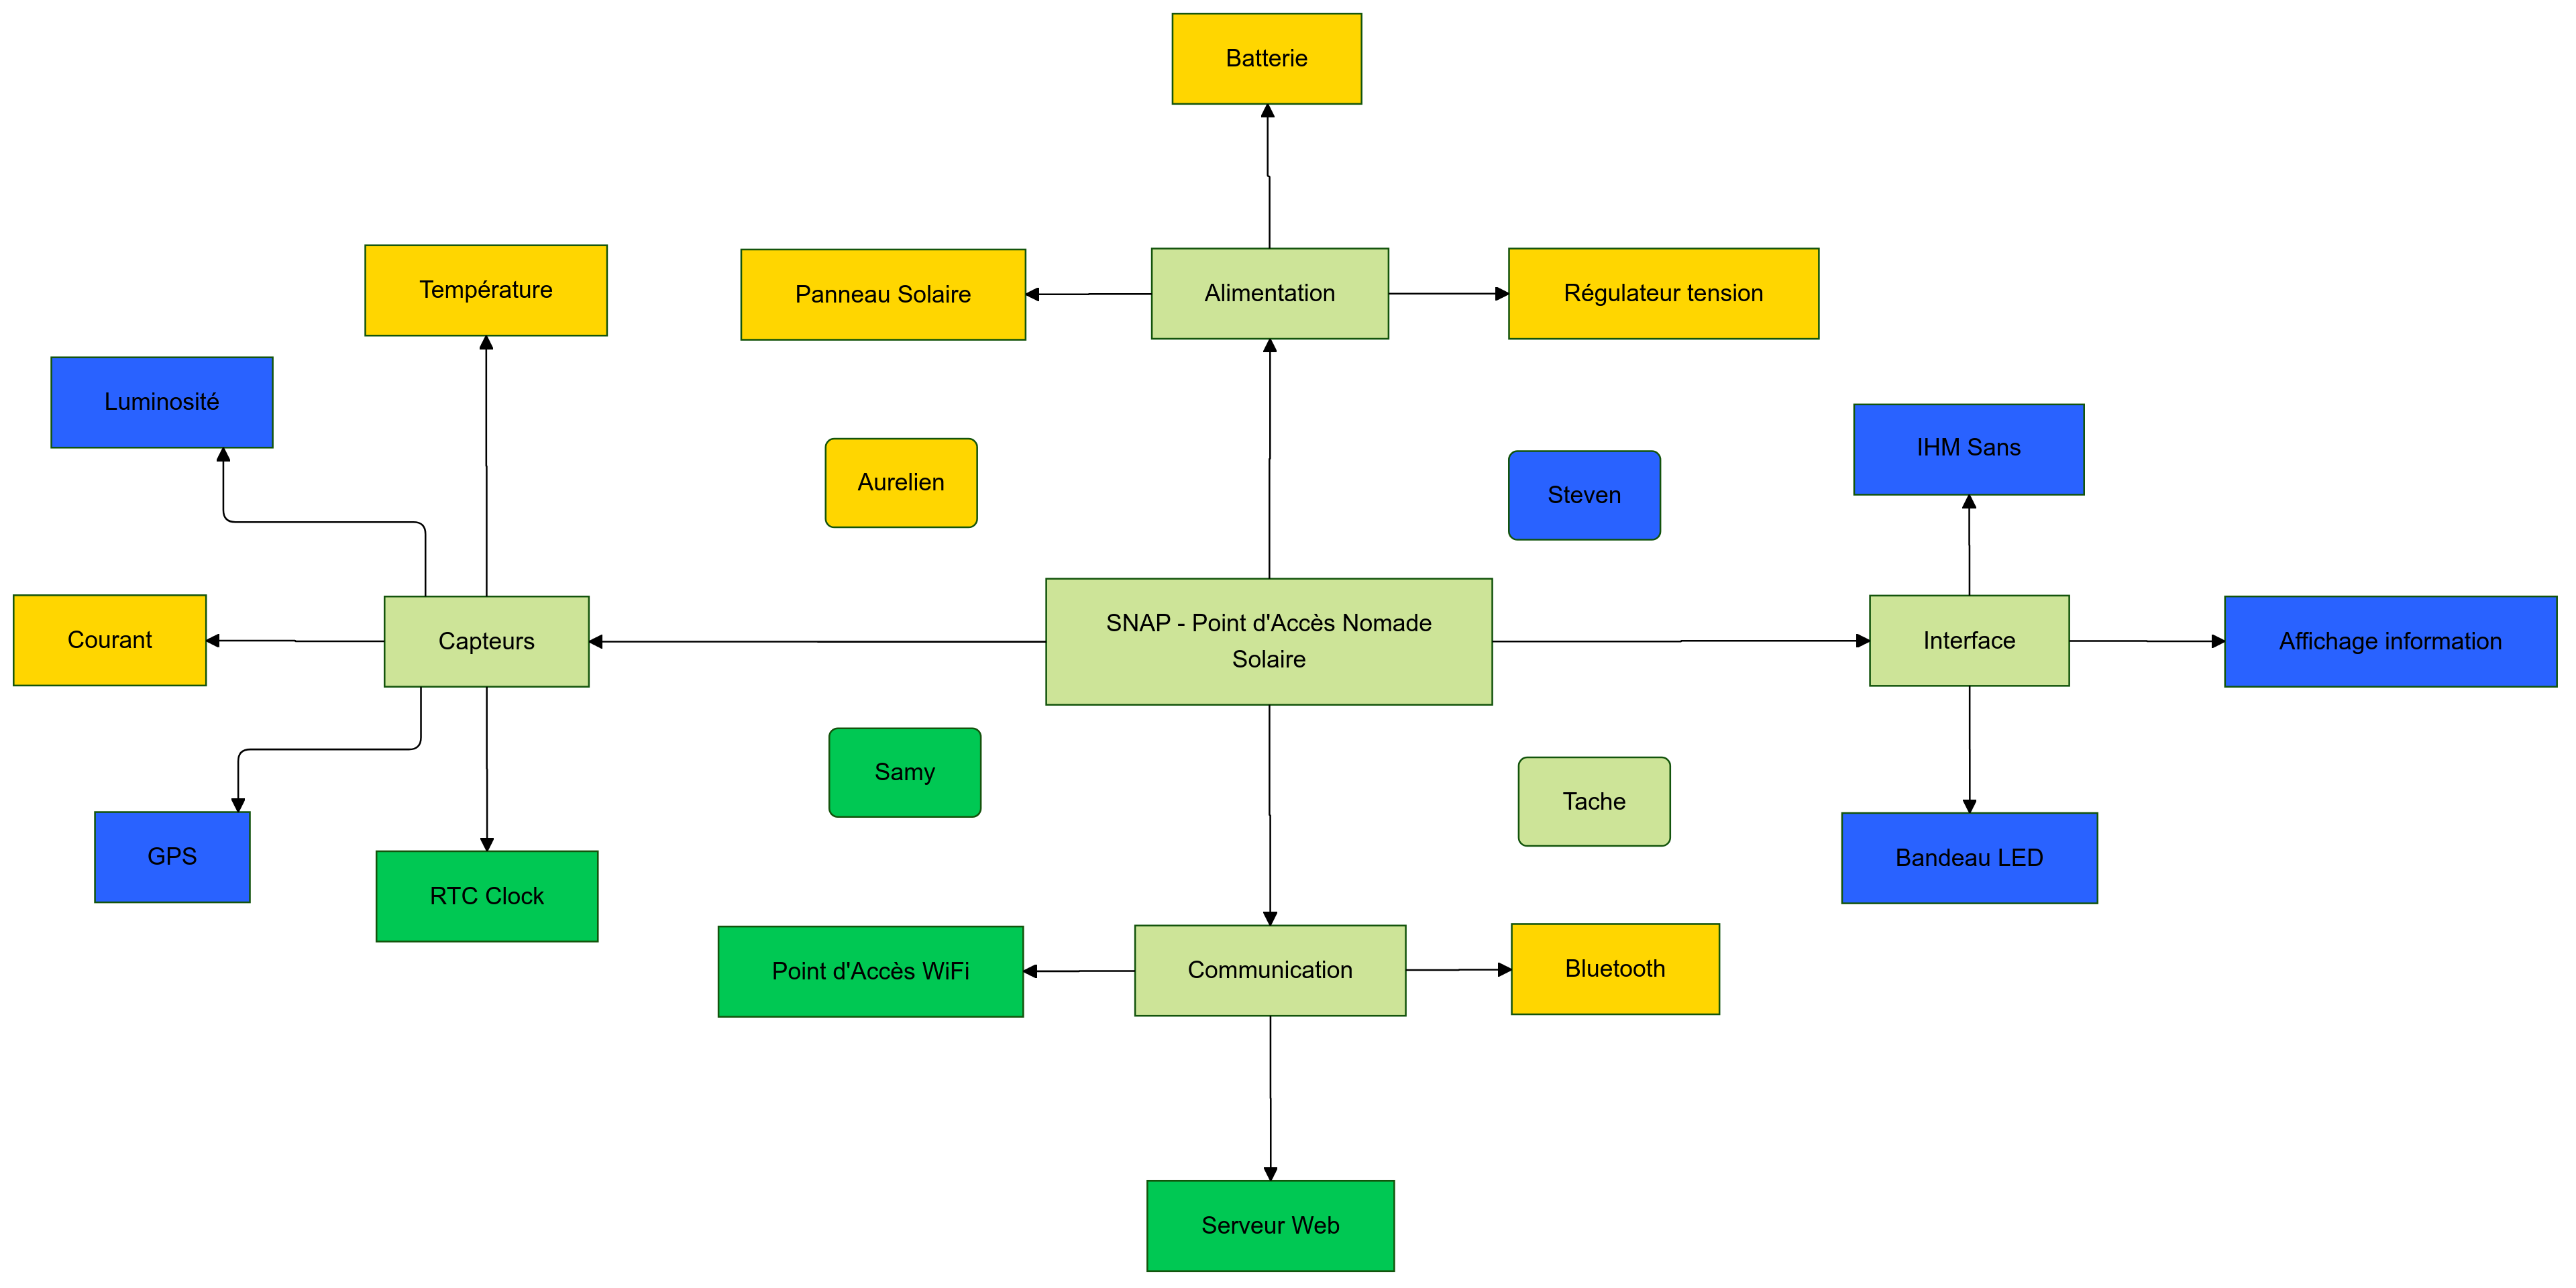 Batterie
Température
Panneau Solaire
Alimentation
Régulateur tension
Luminosité
IHM Sans
Aurelien
Steven
SNAP - Point d'Accès Nomade
Solaire
Courant
Capteurs
Interface
Affichage information
Samy
Tache
GPS
Bandeau LED
RTC Clock
Point d'Accès WiFi
Communication
Bluetooth
Serveur Web